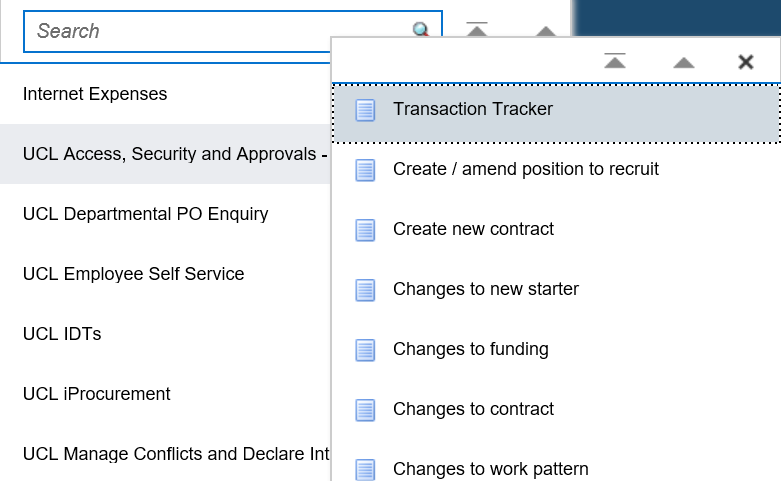 Search
Internet Expenses
UCL Access, Security and Approvals -
UCL Departmental PO Enquiry
UCL Employee Self Service
UCL IDTs
UCL iProcurement
UCL Manage Conflicts and Declare Int
Transaction Tracker
Create / amend position to recruit
Create new contract
Changes to new starter
Changes to funding
Changes to contract
Changes to work pattern